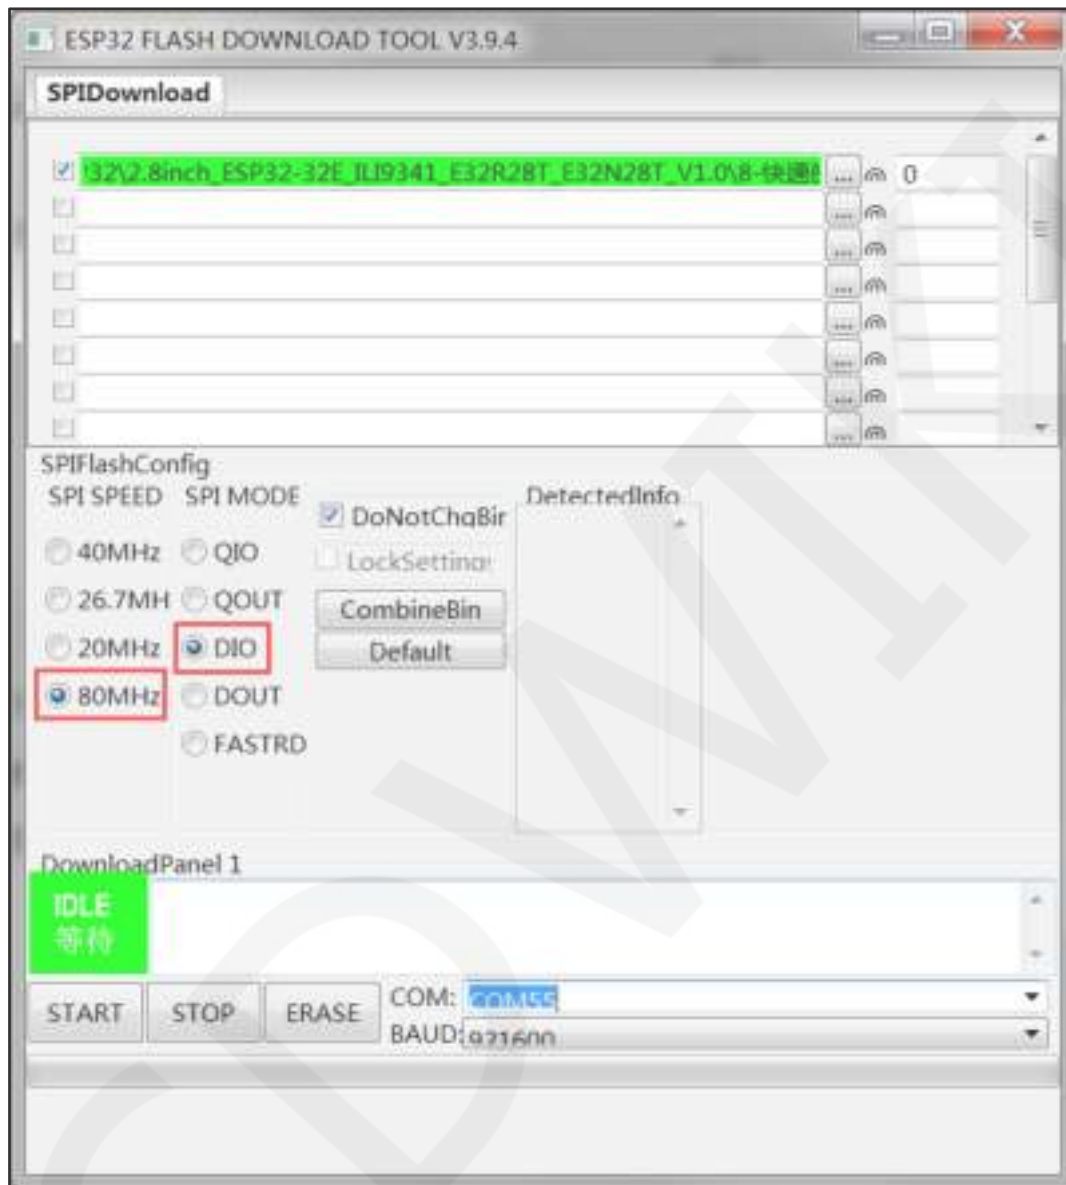 ESP32 FLASH DOWNLOAD TOOL V3.9.4
SPIDownload
32\2.8inch_ESP32-32E_ILI9341_E32R28T_E32N28T_V1.0\8-快速 ... @ 0
... @
... @
... @
... @
... @
... @
... @
SPIFlashConfig
SPI SPEED SPI MODE DetectedInfo
DoNotChgBin
40MHz QIO
LockSettings
26.7MH QOUT
CombineBin
20MHz DIO
Default
80MHz DOUT
FASTRD
DownloadPanel 1
IDLE
等待
START STOP ERASE
COM: COM55
BAUD: 921600